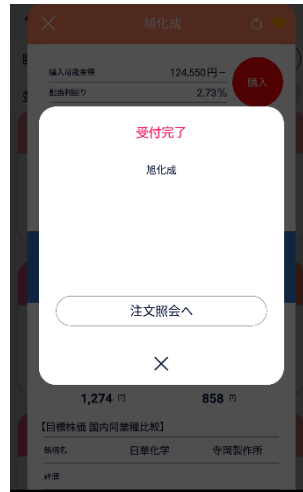 旭化成
購入可能余力 124,550円~
配当利回り 2.73%
購入
受付完了
旭化成
注文照会へ
1,274 円 858 円
【目標株価 国内同業種比較】
銘柄名 日華化学 寺岡製作所
評価